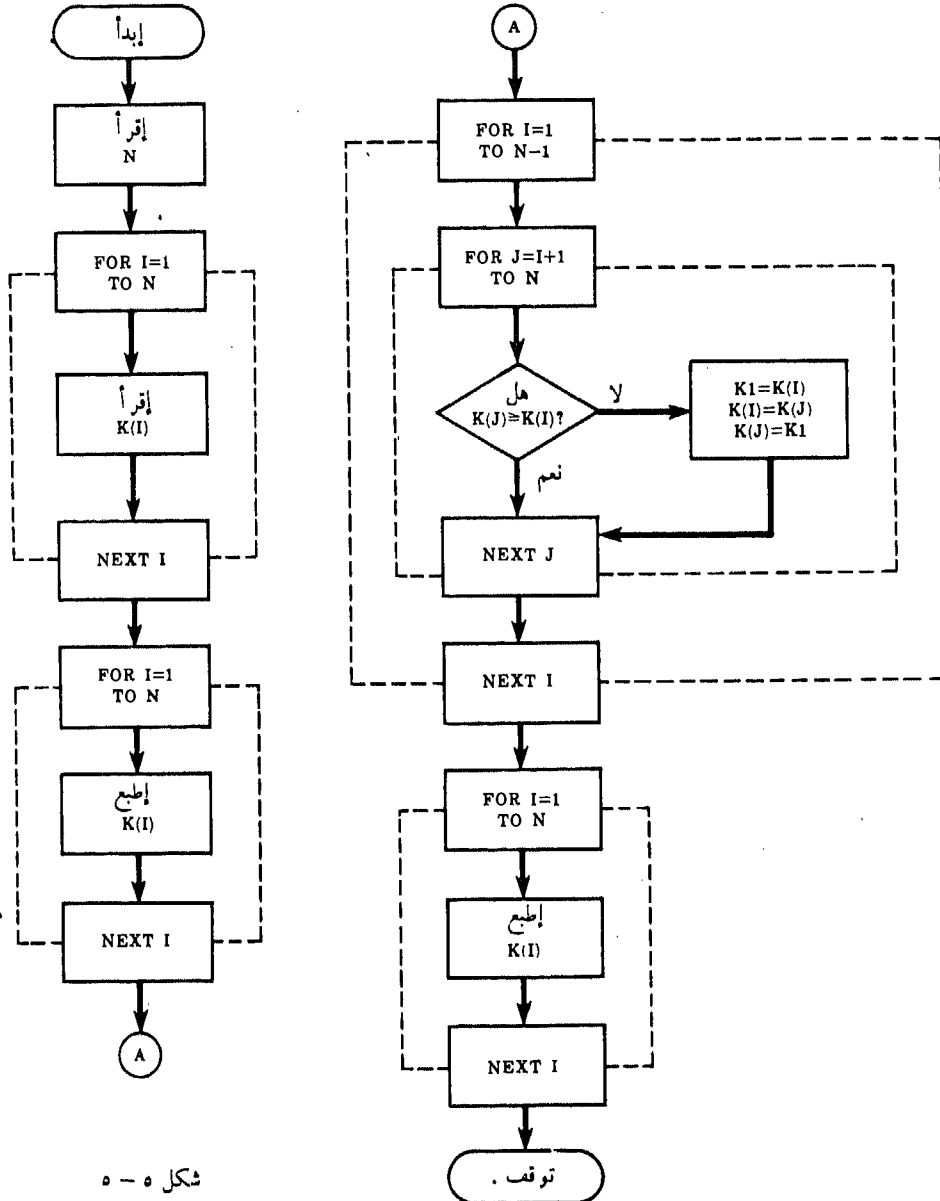 إبدأ
إقرأ
N
FOR I=1
TO N
إقرأ
K(I)
NEXT I
FOR I=1
TO N
إطبع
K(I)
NEXT I
A
A
FOR I=1
TO N-1
FOR J=I+1
TO N
هل
K(J)≥K(I)?
لا
K1=K(I)
K(I)=K(J)
K(J)=K1
نعم
NEXT J
NEXT I
FOR I=1
TO N
إطبع
K(I)
NEXT I
توقف .
شكل ٥ – ٥